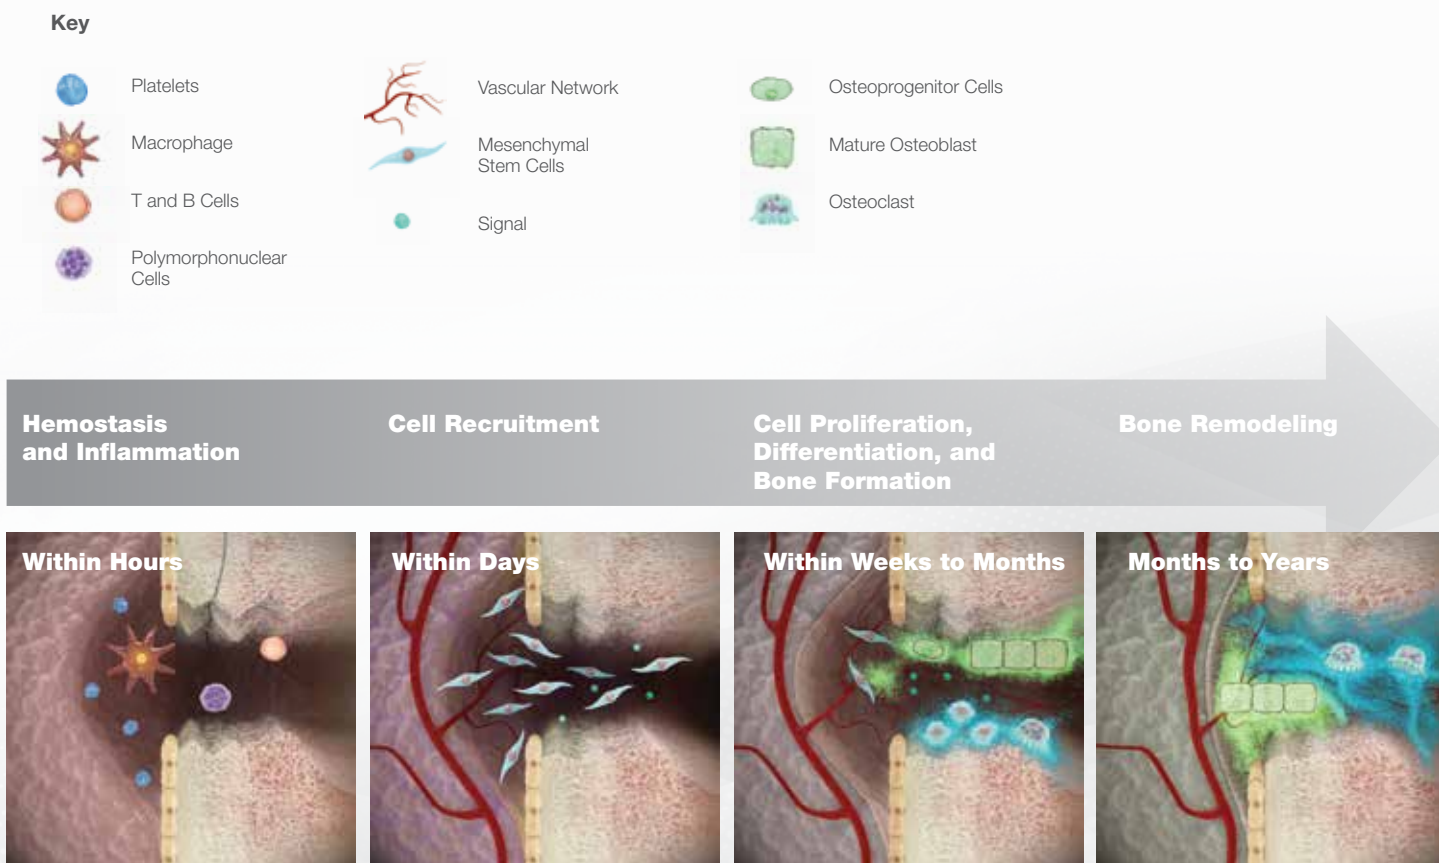 Key
Platelets
Macrophage
T and B Cells
Polymorphonuclear
Cells
Vascular Network
Mesenchymal
Stem Cells
Signal
Osteoprogenitor Cells
Mature Osteoblast
Osteoclast
Hemostasis
and Inflammation
Cell Recruitment
Cell Proliferation,
Differentiation, and
Bone Formation
Bone Remodeling
Within Hours
Within Days
Within Weeks to Months
Months to Years